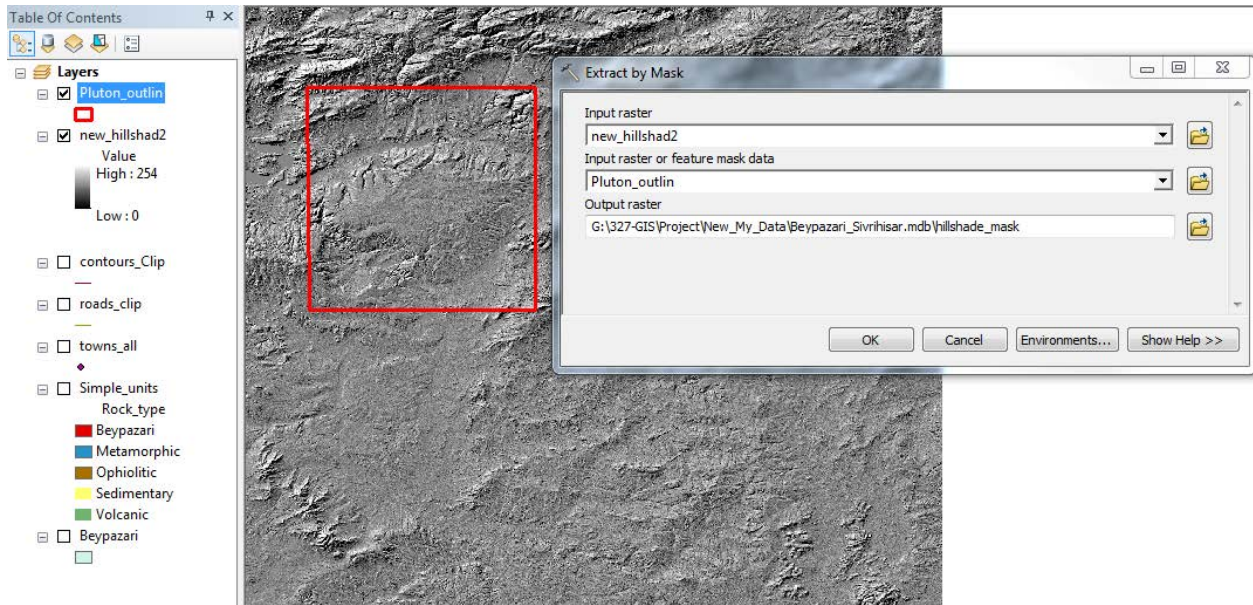 Table Of Contents
Layers
Pluton_outlin
new_hillshad2
Value
High : 254
Low : 0
contours_Clip
roads_clip
towns_all
Simple_units
Rock_type
Beypazari
Metamorphic
Ophiolitic
Sedimentary
Volcanic
Beypazari
Extract by Mask
Input raster
new_hillshad2
Input raster or feature mask data
Pluton_outlin
Output raster
G:\327-GIS\Project\New_My_Data\Beypazari_Sivrihisar.mdb\hillshade_mask
OK
Cancel
Environments...
Show Help >>